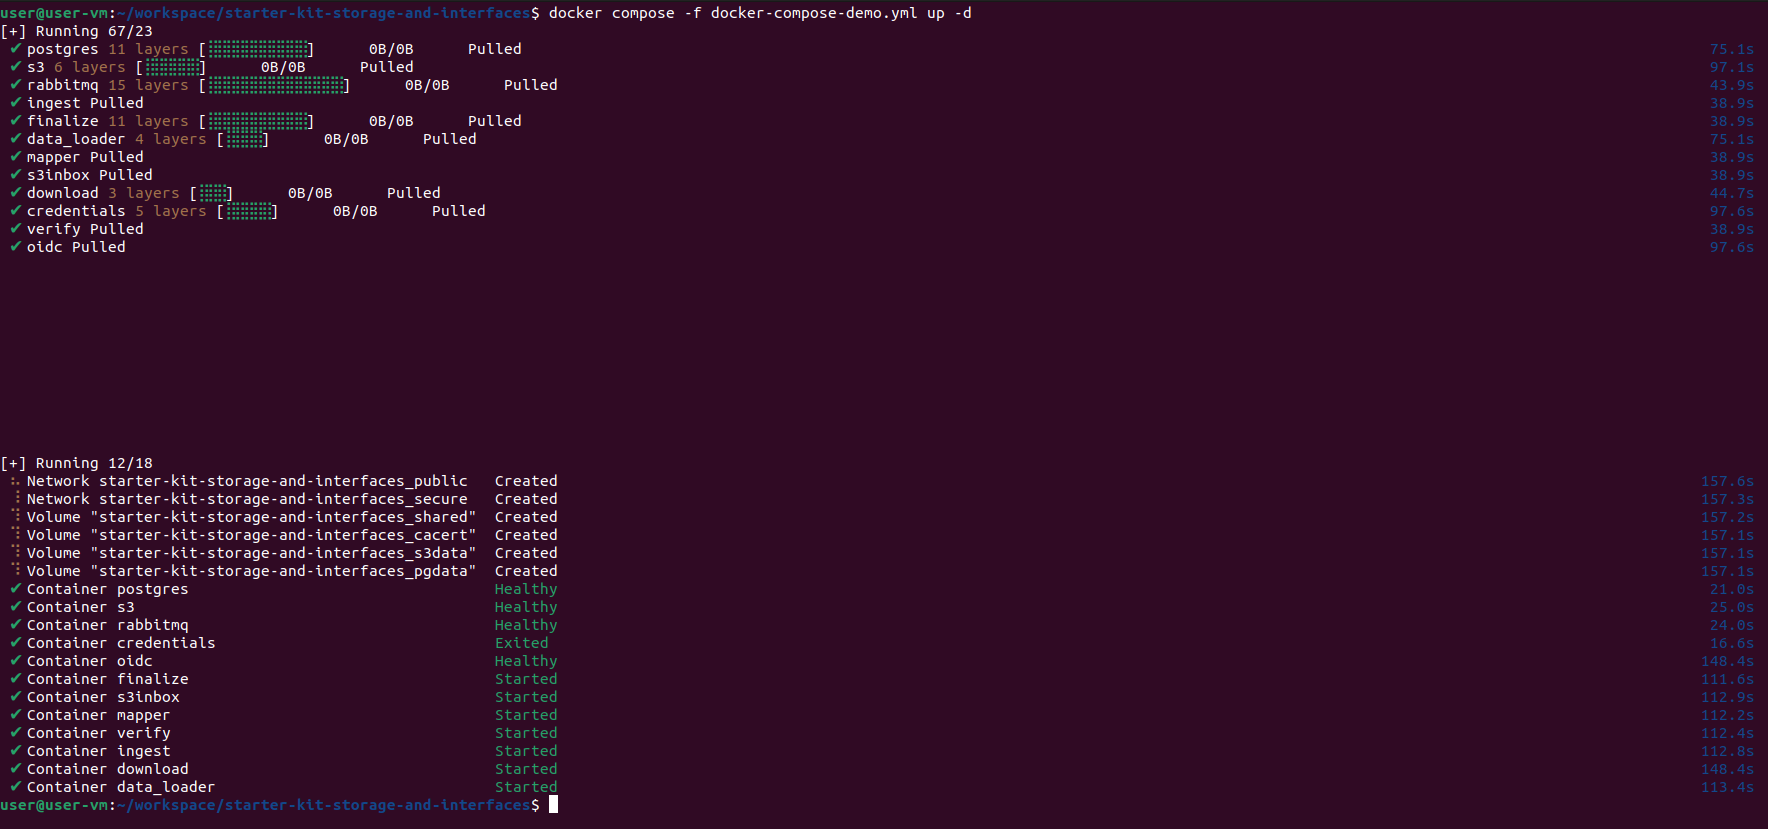 user@user-vm:~/workspace/starter-kit-storage-and-interfaces$ docker compose -f docker-compose-demo.yml up -d
[+] Running 67/23
✔ postgres 11 layers [⣿⣿⣿⣿⣿⣿⣿⣿⣿⣿⣿] 0B/0B Pulled 75.1s
✔ s3 6 layers [⣿⣿⣿⣿⣿⣿] 0B/0B Pulled 97.1s
✔ rabbitmq 15 layers [⣿⣿⣿⣿⣿⣿⣿⣿⣿⣿⣿⣿⣿⣿⣿] 0B/0B Pulled 43.9s
✔ ingest Pulled 38.9s
✔ finalize 11 layers [⣿⣿⣿⣿⣿⣿⣿⣿⣿⣿⣿] 0B/0B Pulled 38.9s
✔ data_loader 4 layers [⣿⣿⣿⣿] 0B/0B Pulled 75.1s
✔ mapper Pulled 38.9s
✔ s3inbox Pulled 38.9s
✔ download 3 layers [⣿⣿⣿] 0B/0B Pulled 44.7s
✔ credentials 5 layers [⣿⣿⣿⣿⣿] 0B/0B Pulled 97.6s
✔ verify Pulled 38.9s
✔ oidc Pulled 97.6s
[+] Running 12/18
⠦ Network starter-kit-storage-and-interfaces_public Created 157.6s
⠸ Network starter-kit-storage-and-interfaces_secure Created 157.3s
⠹ Volume "starter-kit-storage-and-interfaces_shared" Created 157.2s
⠹ Volume "starter-kit-storage-and-interfaces_cacert" Created 157.1s
⠹ Volume "starter-kit-storage-and-interfaces_s3data" Created 157.1s
⠹ Volume "starter-kit-storage-and-interfaces_pgdata" Created 157.1s
✔ Container postgres Healthy 21.0s
✔ Container s3 Healthy 25.0s
✔ Container rabbitmq Healthy 24.0s
✔ Container credentials Exited 16.6s
✔ Container oidc Healthy 148.4s
✔ Container finalize Started 111.6s
✔ Container s3inbox Started 112.9s
✔ Container mapper Started 112.2s
✔ Container verify Started 112.4s
✔ Container ingest Started 112.8s
✔ Container download Started 148.4s
✔ Container data_loader Started 113.4s
user@user-vm:~/workspace/starter-kit-storage-and-interfaces$